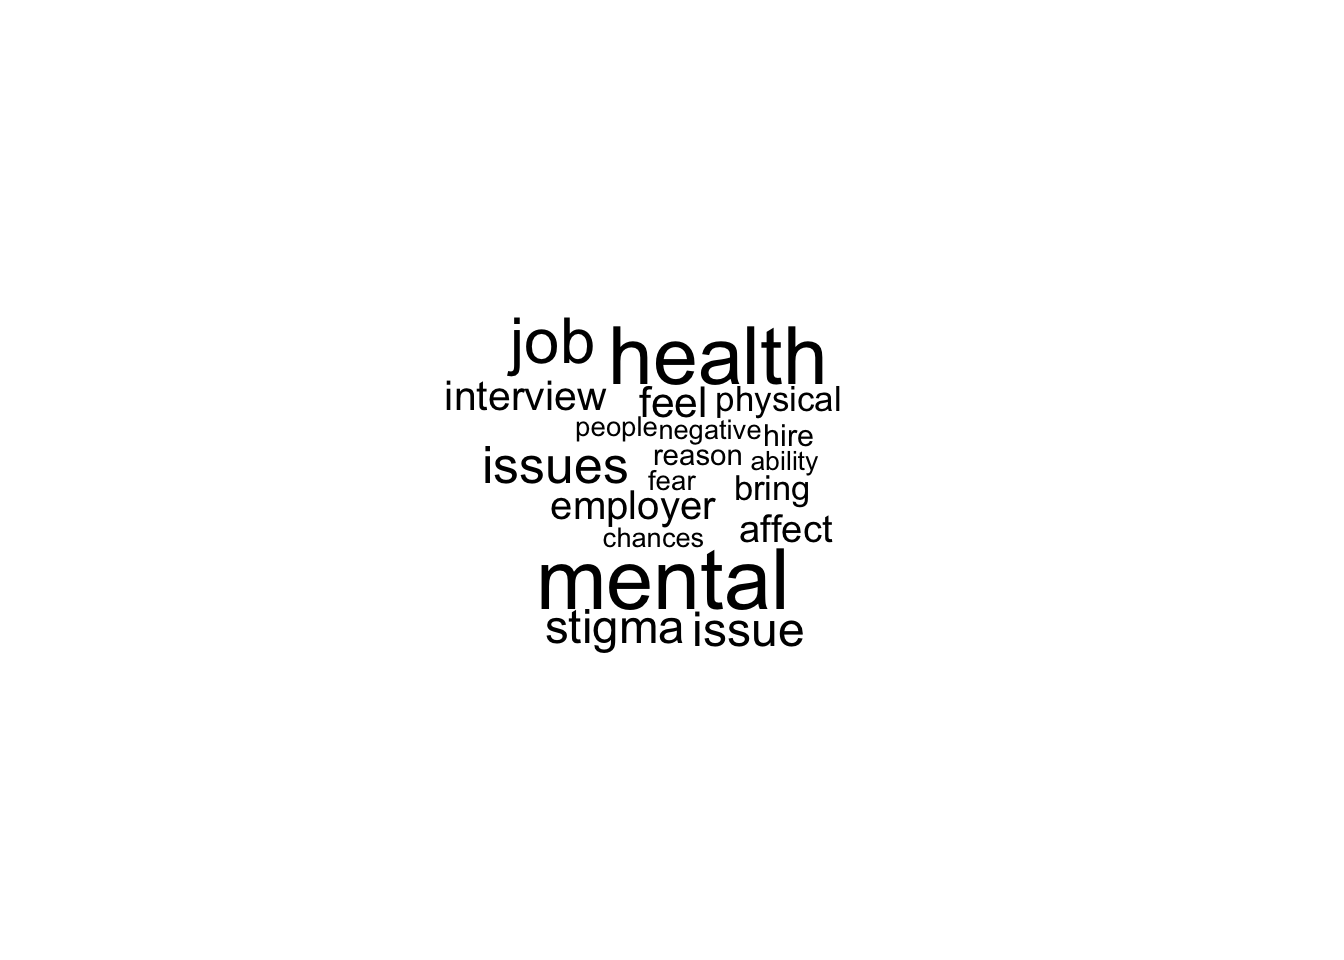 job health
interview feel physical
people negative hire
issues reason ability
fear bring
employer affect
chances
mental
stigma issue